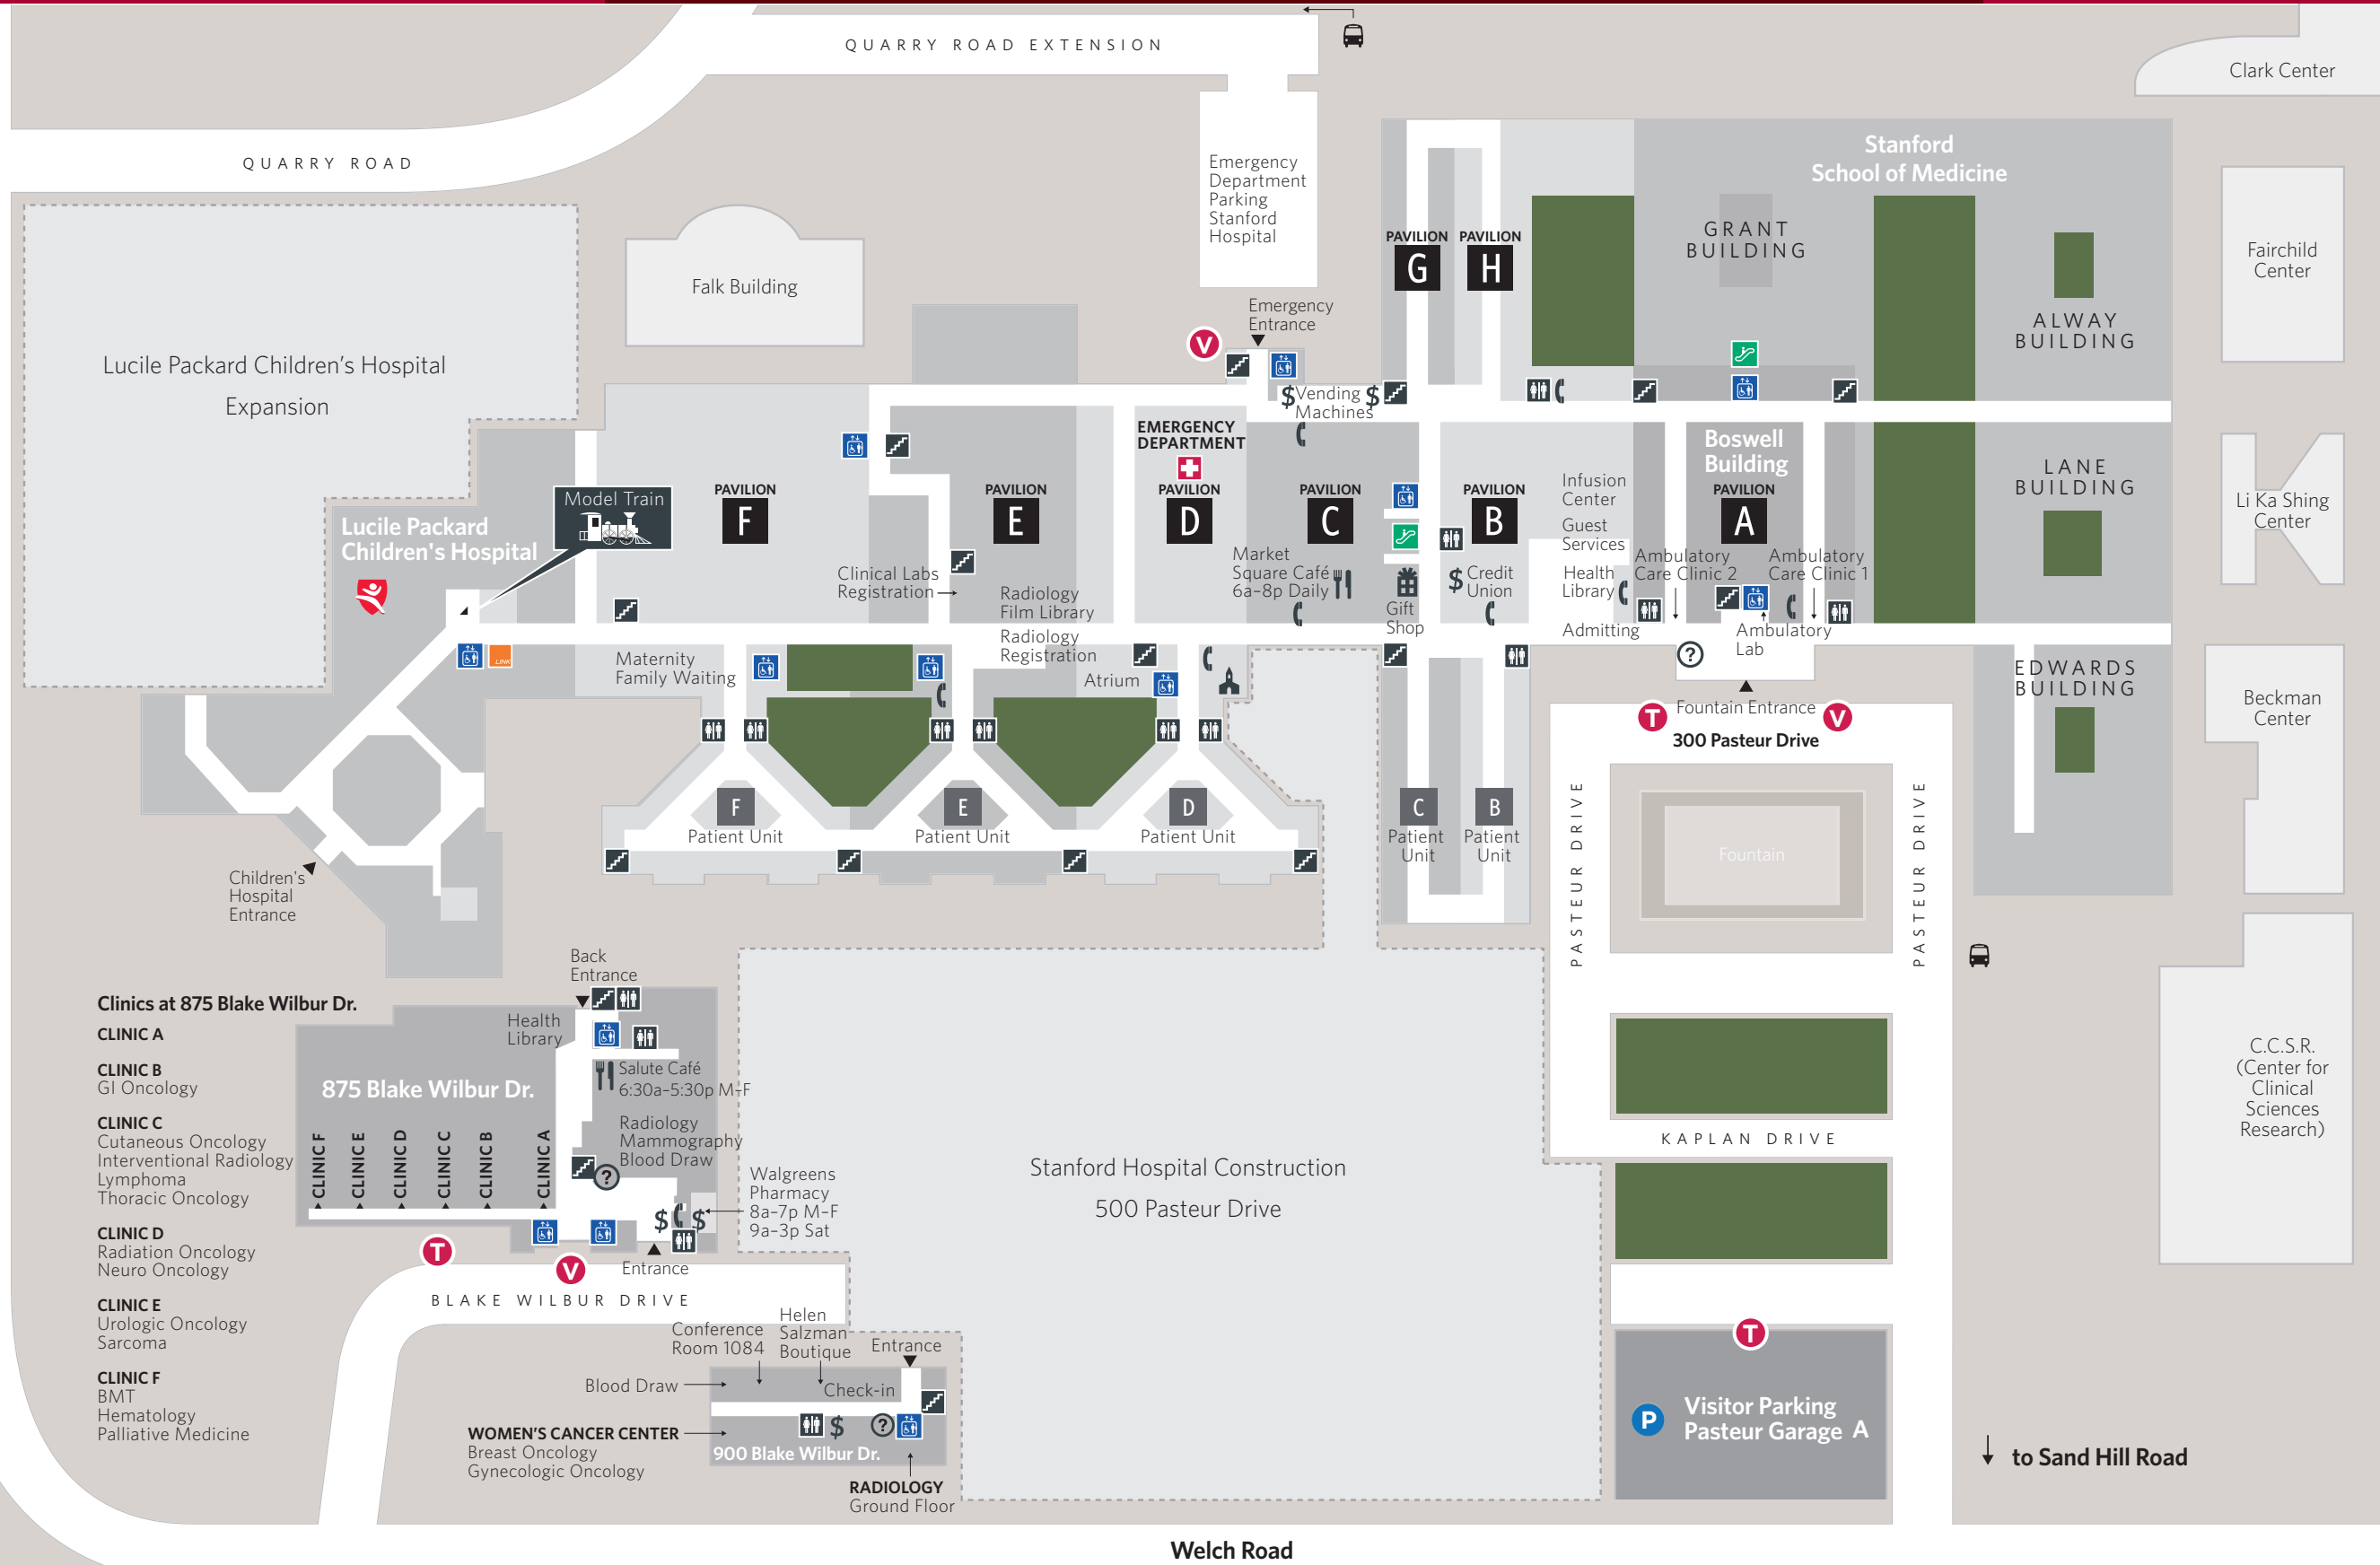 QUARRY ROAD EXTENSION
Clark Center
QUARRY ROAD
Emergency
Department
Parking
Stanford
Hospital
Stanford
School of Medicine
PAVILION
G
PAVILION
H
GRANT
BUILDING
Fairchild
Center
Falk Building
Emergency
Entrance
V
ALWAY
BUILDING
Lucile Packard Children's Hospital
Expansion
$
Vending
Machines
$
EMERGENCY
DEPARTMENT
Boswell
Building
LANE
BUILDING
Model Train
Lucile Packard
Children's Hospital
PAVILION
F
PAVILION
E
PAVILION
D
PAVILION
C
PAVILION
B
Infusion
Center
Guest
Services
PAVILION
A
Li Ka Shing
Center
Clinical Labs
Registration
Radiology
Film Library
Market
Square Café
6a–8p Daily
$
Credit
Union
Health
Library
Ambulatory
Care Clinic 2
Ambulatory
Care Clinic 1
Gift
Shop
Admitting
Ambulatory
Lab
Radiology
Registration
LINK
Maternity
Family Waiting
Atrium
?
EDWARDS
BUILDING
Beckman
Center
T
Fountain Entrance
V
300 Pasteur Drive
F
Patient Unit
E
Patient Unit
D
Patient Unit
C
Patient
Unit
B
Patient
Unit
PASTEUR DRIVE
Fountain
PASTEUR DRIVE
Children's
Hospital
Entrance
Back
Entrance
Clinics at 875 Blake Wilbur Dr.
CLINIC A
CLINIC B
GI Oncology
CLINIC C
Cutaneous Oncology
Interventional Radiology
Lymphoma
Thoracic Oncology
CLINIC D
Radiation Oncology
Neuro Oncology
CLINIC E
Urologic Oncology
Sarcoma
CLINIC F
BMT
Hematology
Palliative Medicine
Health
Library
875 Blake Wilbur Dr.
Salute Café
6:30a–5:30p M–F
Radiology
Mammography
Blood Draw
CLINIC F
CLINIC E
CLINIC D
CLINIC C
CLINIC B
CLINIC A
?
$
$
Walgreens
Pharmacy
8a–7p M–F
9a–3p Sat
T
V
Entrance
BLAKE WILBUR DRIVE
Stanford Hospital Construction
500 Pasteur Drive
C.C.S.R.
(Center for
Clinical
Sciences
Research)
KAPLAN DRIVE
Conference
Room 1084
Helen
Salzman
Boutique
Entrance
Blood Draw
Check-in
$
?
WOMEN'S CANCER CENTER
Breast Oncology
Gynecologic Oncology
900 Blake Wilbur Dr.
RADIOLOGY
Ground Floor
T
P
Visitor Parking
Pasteur Garage A
to Sand Hill Road
Welch Road